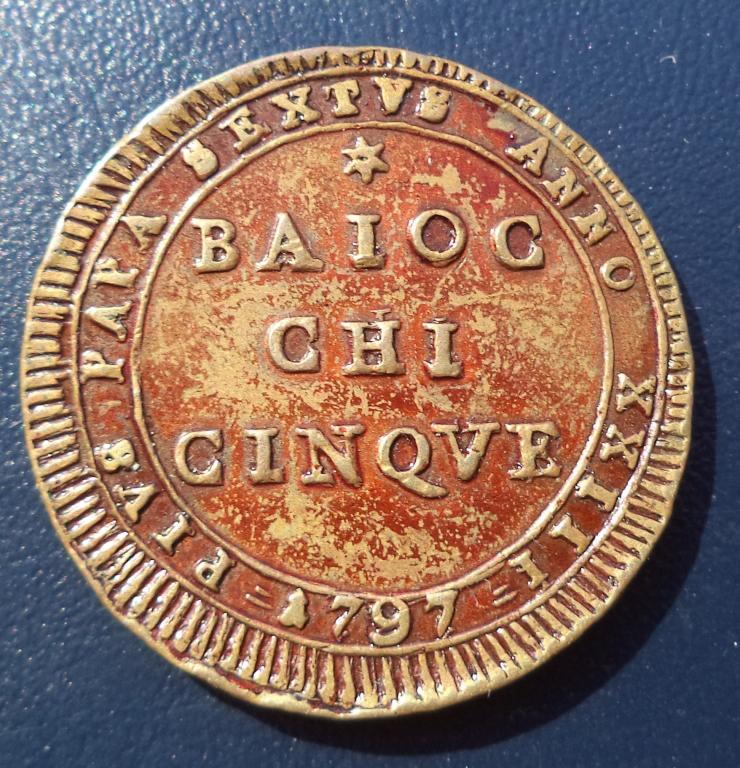 PIVS PAPA SEXTVS ANNO XXIII
BAIOC
CHI
CINQVE
=1797=